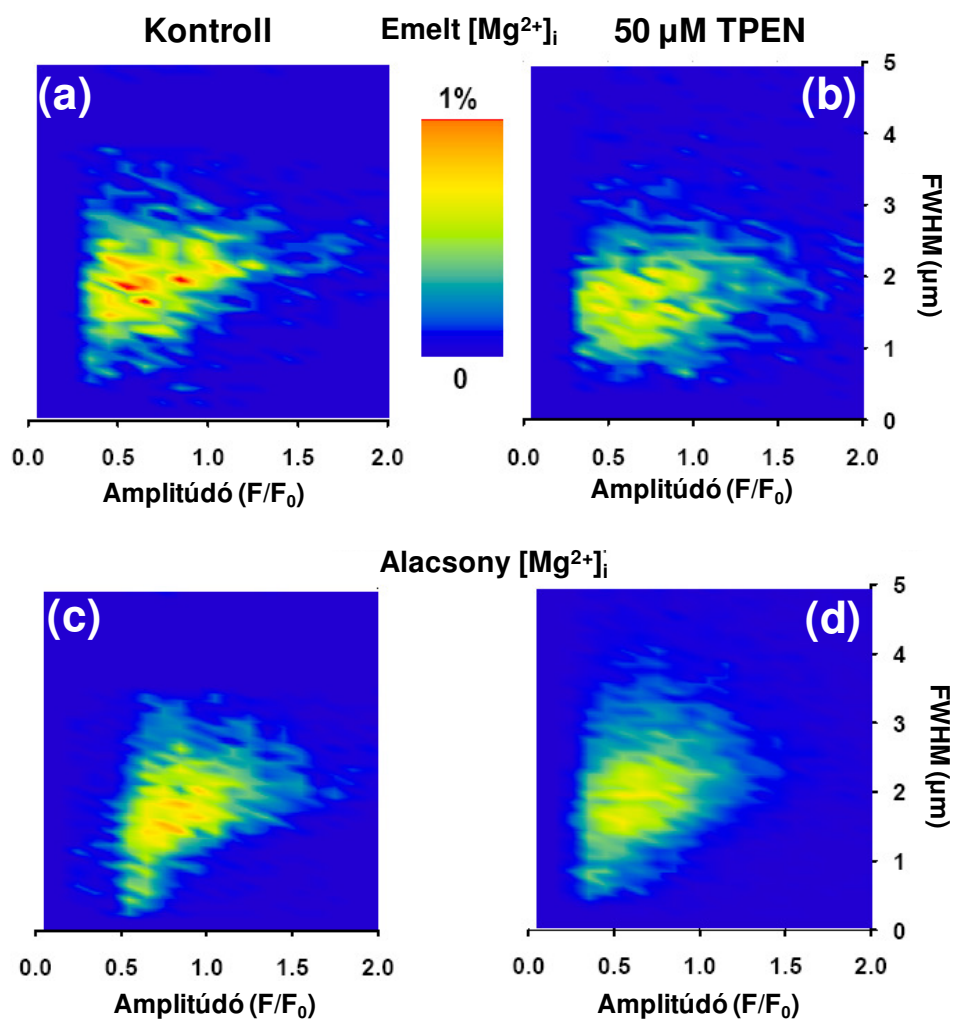 Kontroll
Emelt [Mg²⁺]ᵢ
50 µM TPEN
(a)
1%
0
(b)
5
4
3
2
1
0
FWHM (µm)
0.0 0.5 1.0 1.5 2.0
Amplitúdó (F/F₀)
0.0 0.5 1.0 1.5 2.0
Amplitúdó (F/F₀)
Alacsony [Mg²⁺]ᵢ
(c)
(d)
5
4
3
2
1
0
FWHM (µm)
0.0 0.5 1.0 1.5 2.0
Amplitúdó (F/F₀)
0.0 0.5 1.0 1.5 2.0
Amplitúdó (F/F₀)